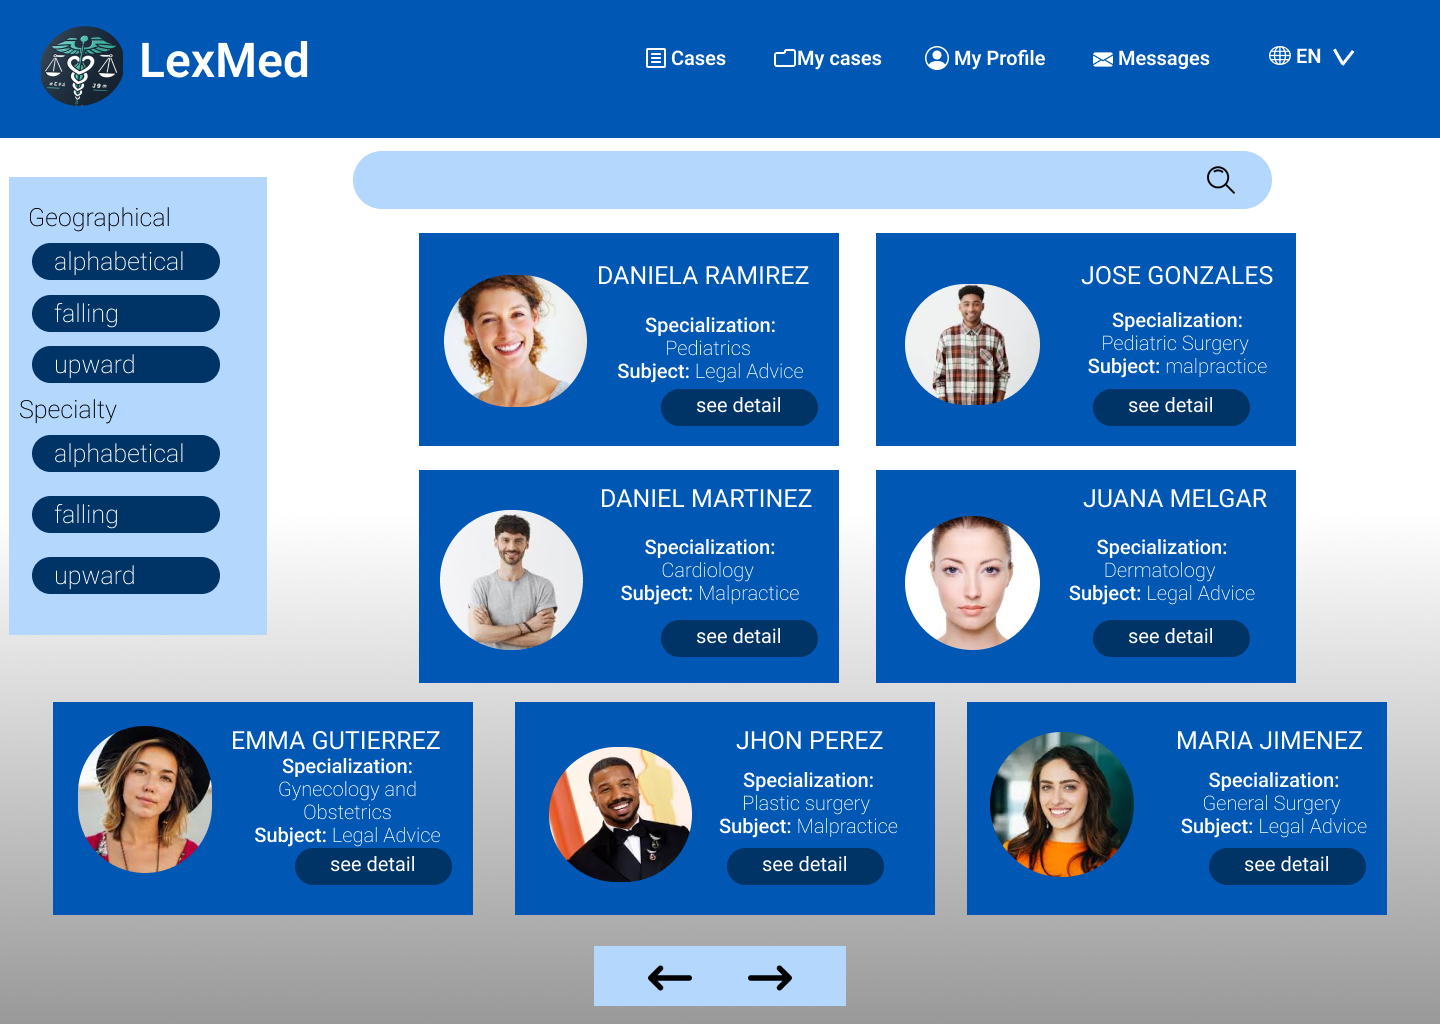 LexMed
Cases
My cases
My Profile
Messages
EN
Geographical
alphabetical
falling
upward
Specialty
alphabetical
falling
upward
DANIELA RAMIREZ
Specialization:
Pediatrics
Subject: Legal Advice
see detail
JOSE GONZALES
Specialization:
Pediatric Surgery
Subject: malpractice
see detail
DANIEL MARTINEZ
Specialization:
Cardiology
Subject: Malpractice
see detail
JUANA MELGAR
Specialization:
Dermatology
Subject: Legal Advice
see detail
EMMA GUTIERREZ
Specialization:
Gynecology and
Obstetrics
Subject: Legal Advice
see detail
JHON PEREZ
Specialization:
Plastic surgery
Subject: Malpractice
see detail
MARIA JIMENEZ
Specialization:
General Surgery
Subject: Legal Advice
see detail